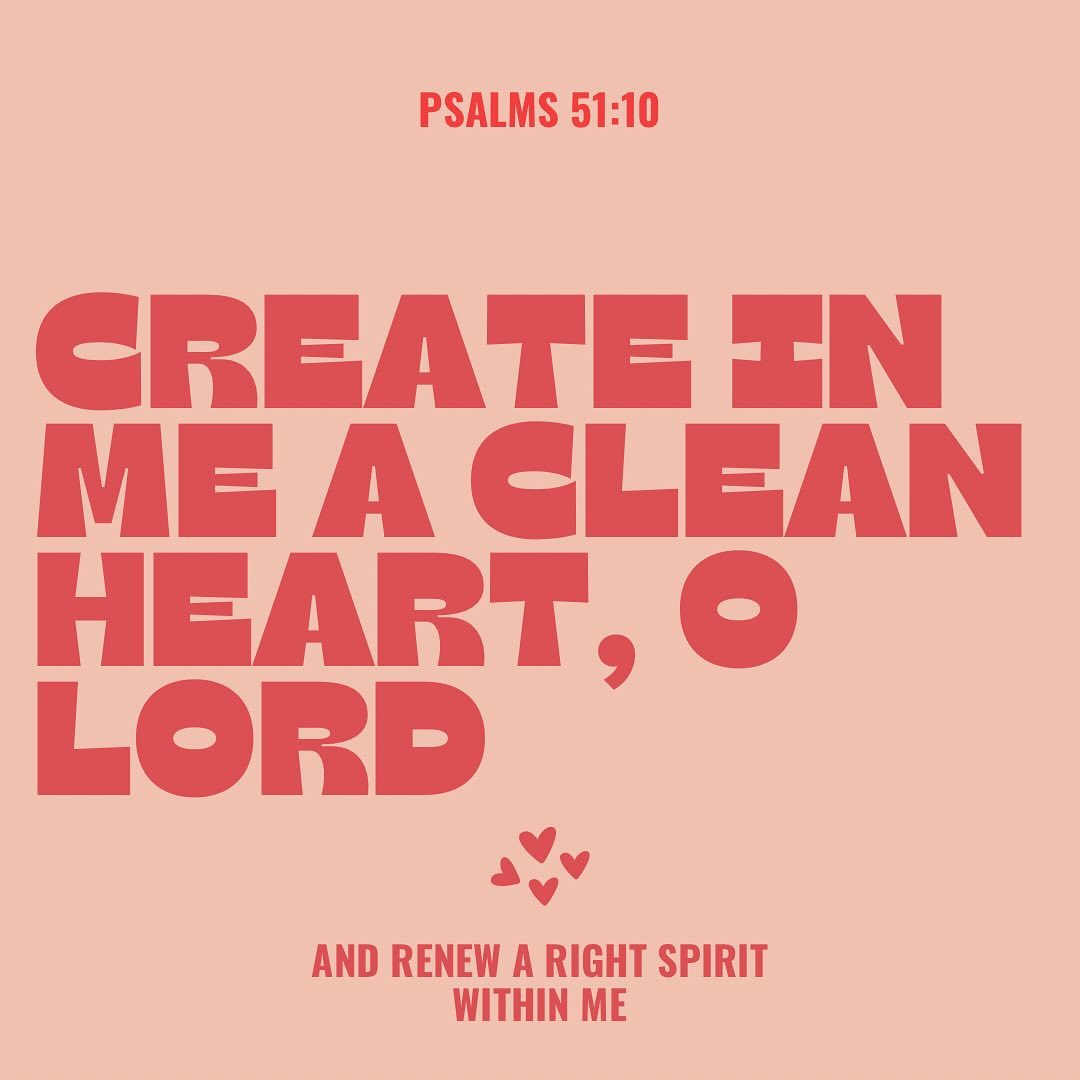 PSALMS 51:10
CREATE IN
ME A CLEAN
HEART, O
LORD
AND RENEW A RIGHT SPIRIT
WITHIN ME